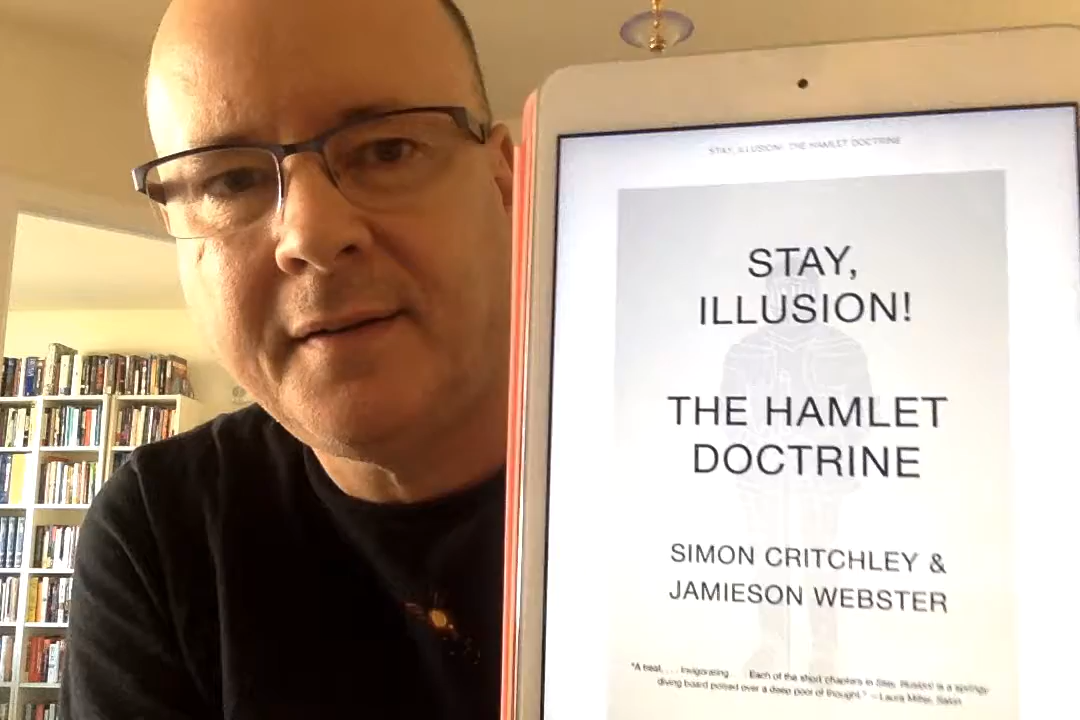 STAY, ILLUSION! THE HAMLET DOCTRINE
STAY,
ILLUSION!
THE HAMLET
DOCTRINE
SIMON CRITCHLEY &
JAMIESON WEBSTER
"A treat. . . . Invigorating. . . . Each of the short chapters in Stay, Illusion! is a springy
diving board poised over a deep pool of thought." —Laura Miller, Salon